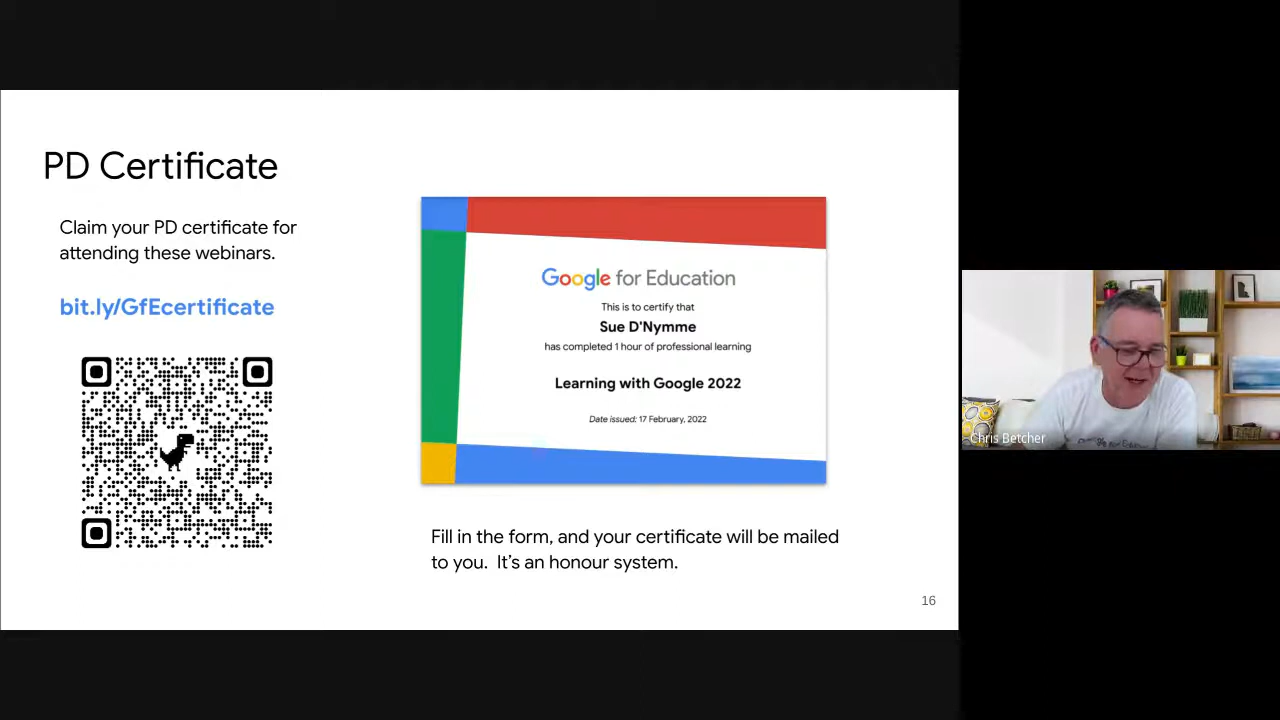 PD Certificate
Claim your PD certificate for
attending these webinars.
bit.ly/GfEcertificate
Google for Education
This is to certify that
Sue D'Nymme
has completed 1 hour of professional learning
Learning with Google 2022
Date issued: 17 February, 2022
Fill in the form, and your certificate will be mailed
to you.  It’s an honour system.
16
Chris Betcher